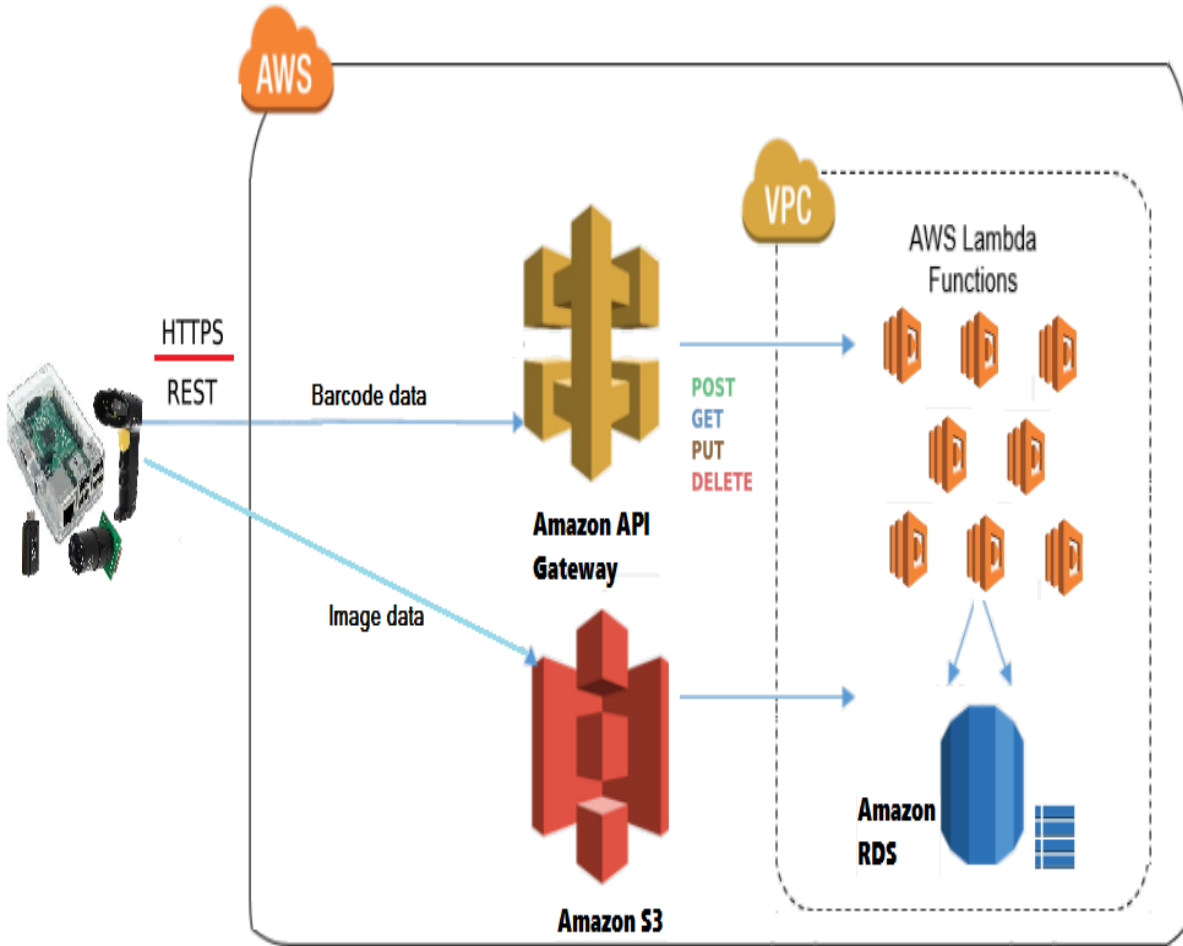 AWS
VPC
AWS Lambda
Functions
HTTPS
REST
Barcode data
POST
GET
PUT
DELETE
Amazon API
Gateway
Image data
Amazon
RDS
Amazon S3